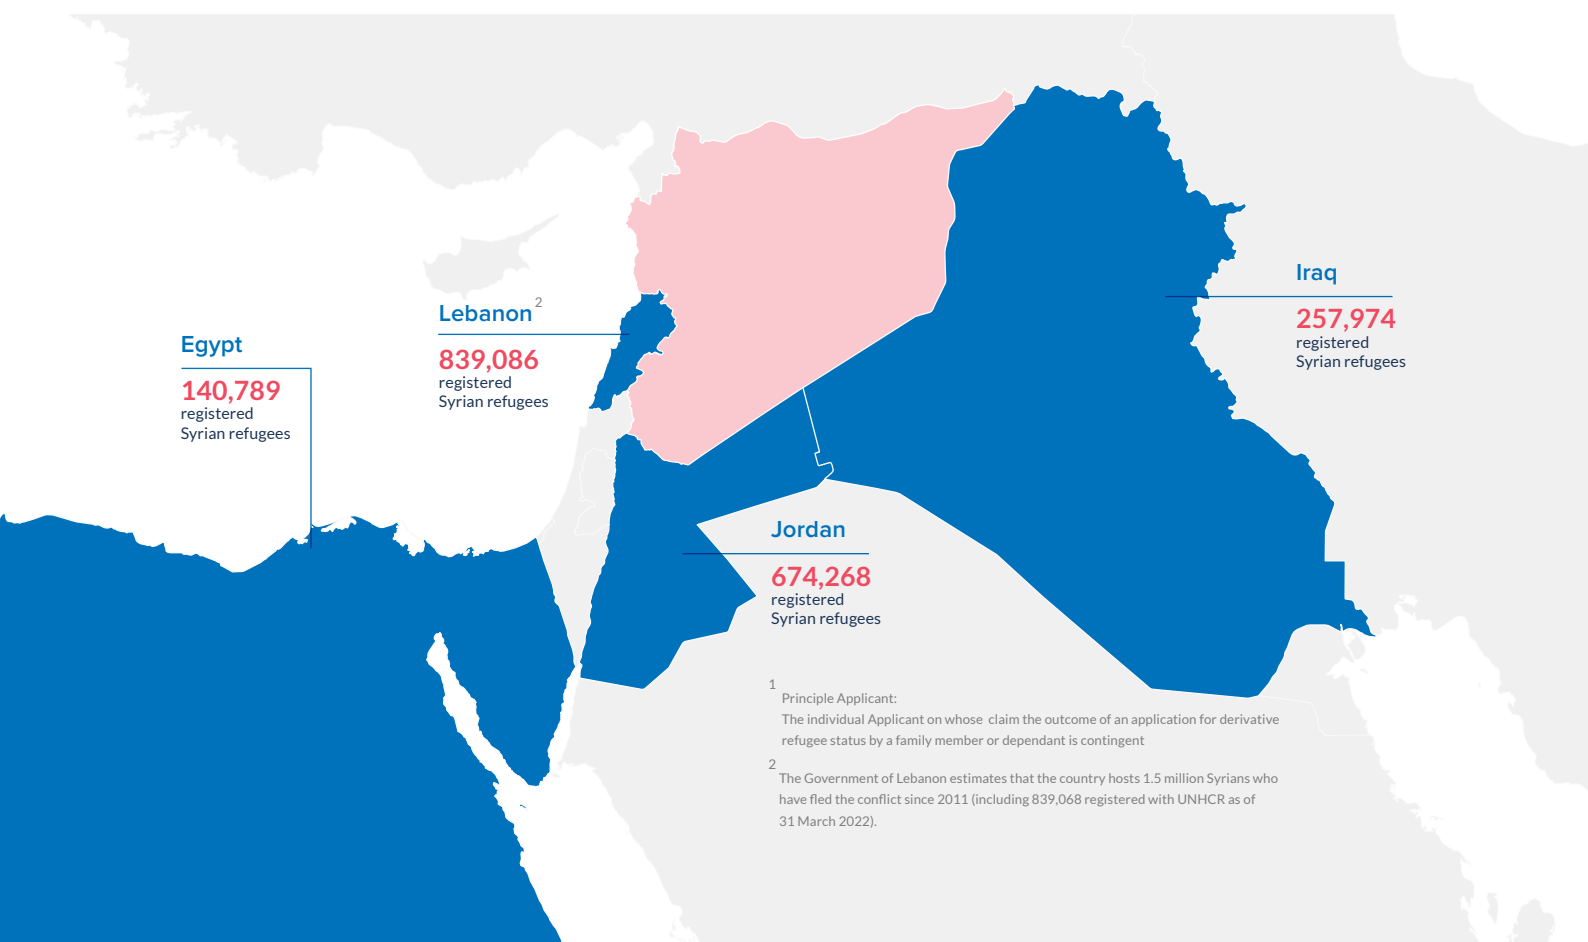 Iraq
257,974
registered
Syrian refugees
Lebanon 2
839,086
registered
Syrian refugees
Egypt
140,789
registered
Syrian refugees
Jordan
674,268
registered
Syrian refugees
1
Principle Applicant:
The individual Applicant on whose claim the outcome of an application for derivative
refugee status by a family member or dependant is contingent
2
The Government of Lebanon estimates that the country hosts 1.5 million Syrians who
have fled the conflict since 2011 (including 839,068 registered with UNHCR as of
31 March 2022).